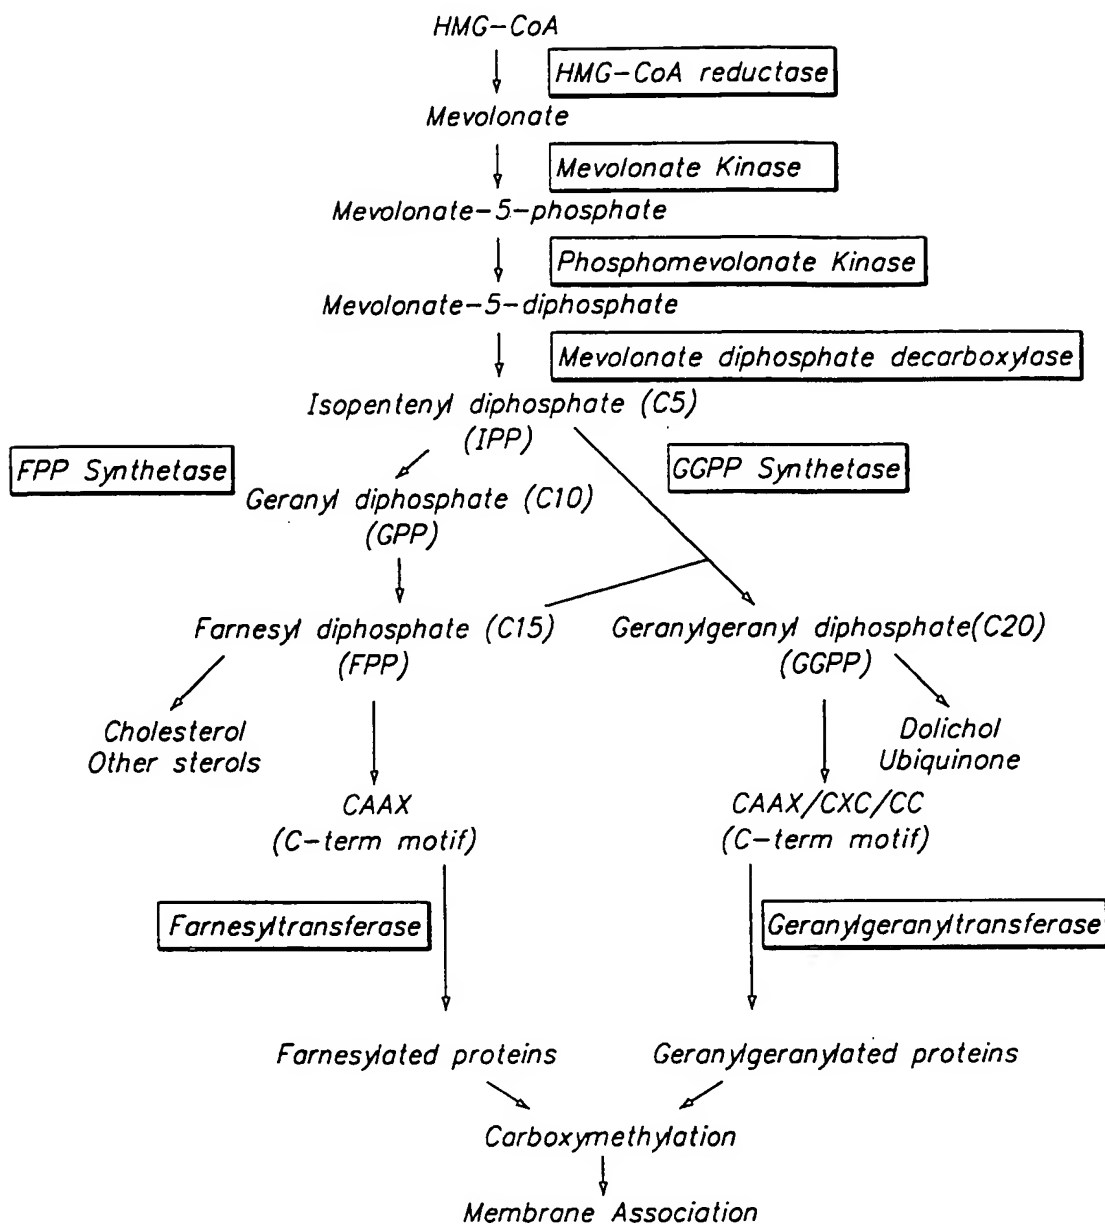 HMG-CoA
HMG-CoA reductase
Mevolonate
Mevolonate Kinase
Mevolonate-5-phosphate
Phosphomevolonate Kinase
Mevolonate-5-diphosphate
Mevolonate diphosphate decarboxylase
Isopentenyl diphosphate (C5)
(IPP)
FPP Synthetase
GGPP Synthetase
Geranyl diphosphate (C10)
(GPP)
Farnesyl diphosphate (C15)
(FPP)
Geranylgeranyl diphosphate(C20)
(GGPP)
Cholesterol
Other sterols
Dolichol
Ubiquinone
CAAX
(C-term motif)
CAAX/CXC/CC
(C-term motif)
Farnesyltransferase
Geranylgeranyltransferase
Farnesylated proteins
Geranylgeranylated proteins
Carboxymethylation
Membrane Association